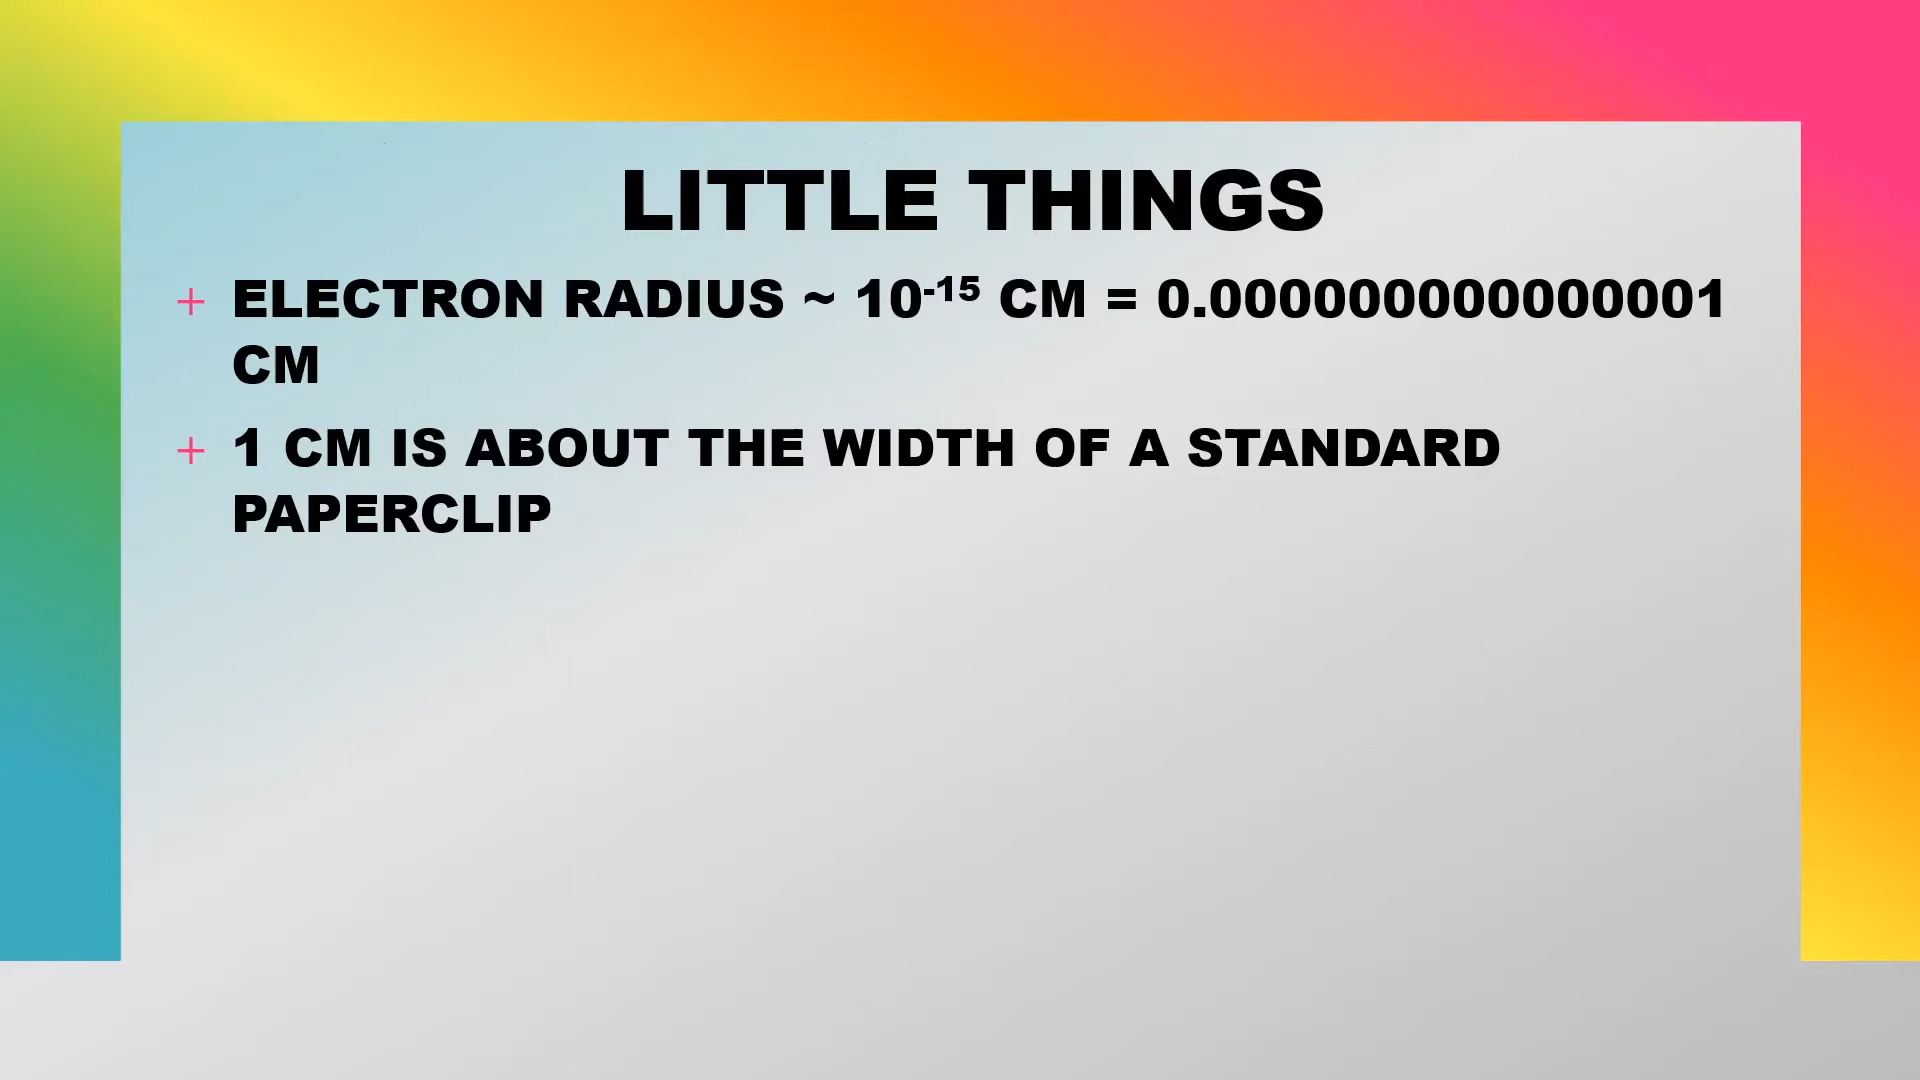 LITTLE THINGS
+ ELECTRON RADIUS ~ 10⁻¹⁵ CM = 0.000000000000001
CM
+ 1 CM IS ABOUT THE WIDTH OF A STANDARD
PAPERCLIP